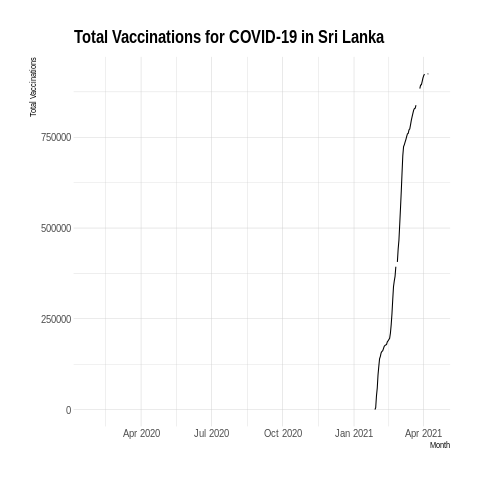 Total Vaccinations for COVID-19 in Sri Lanka
Total Vaccinations
750000
500000
250000
0
Apr 2020 Jul 2020 Oct 2020 Jan 2021 Apr 2021
Month